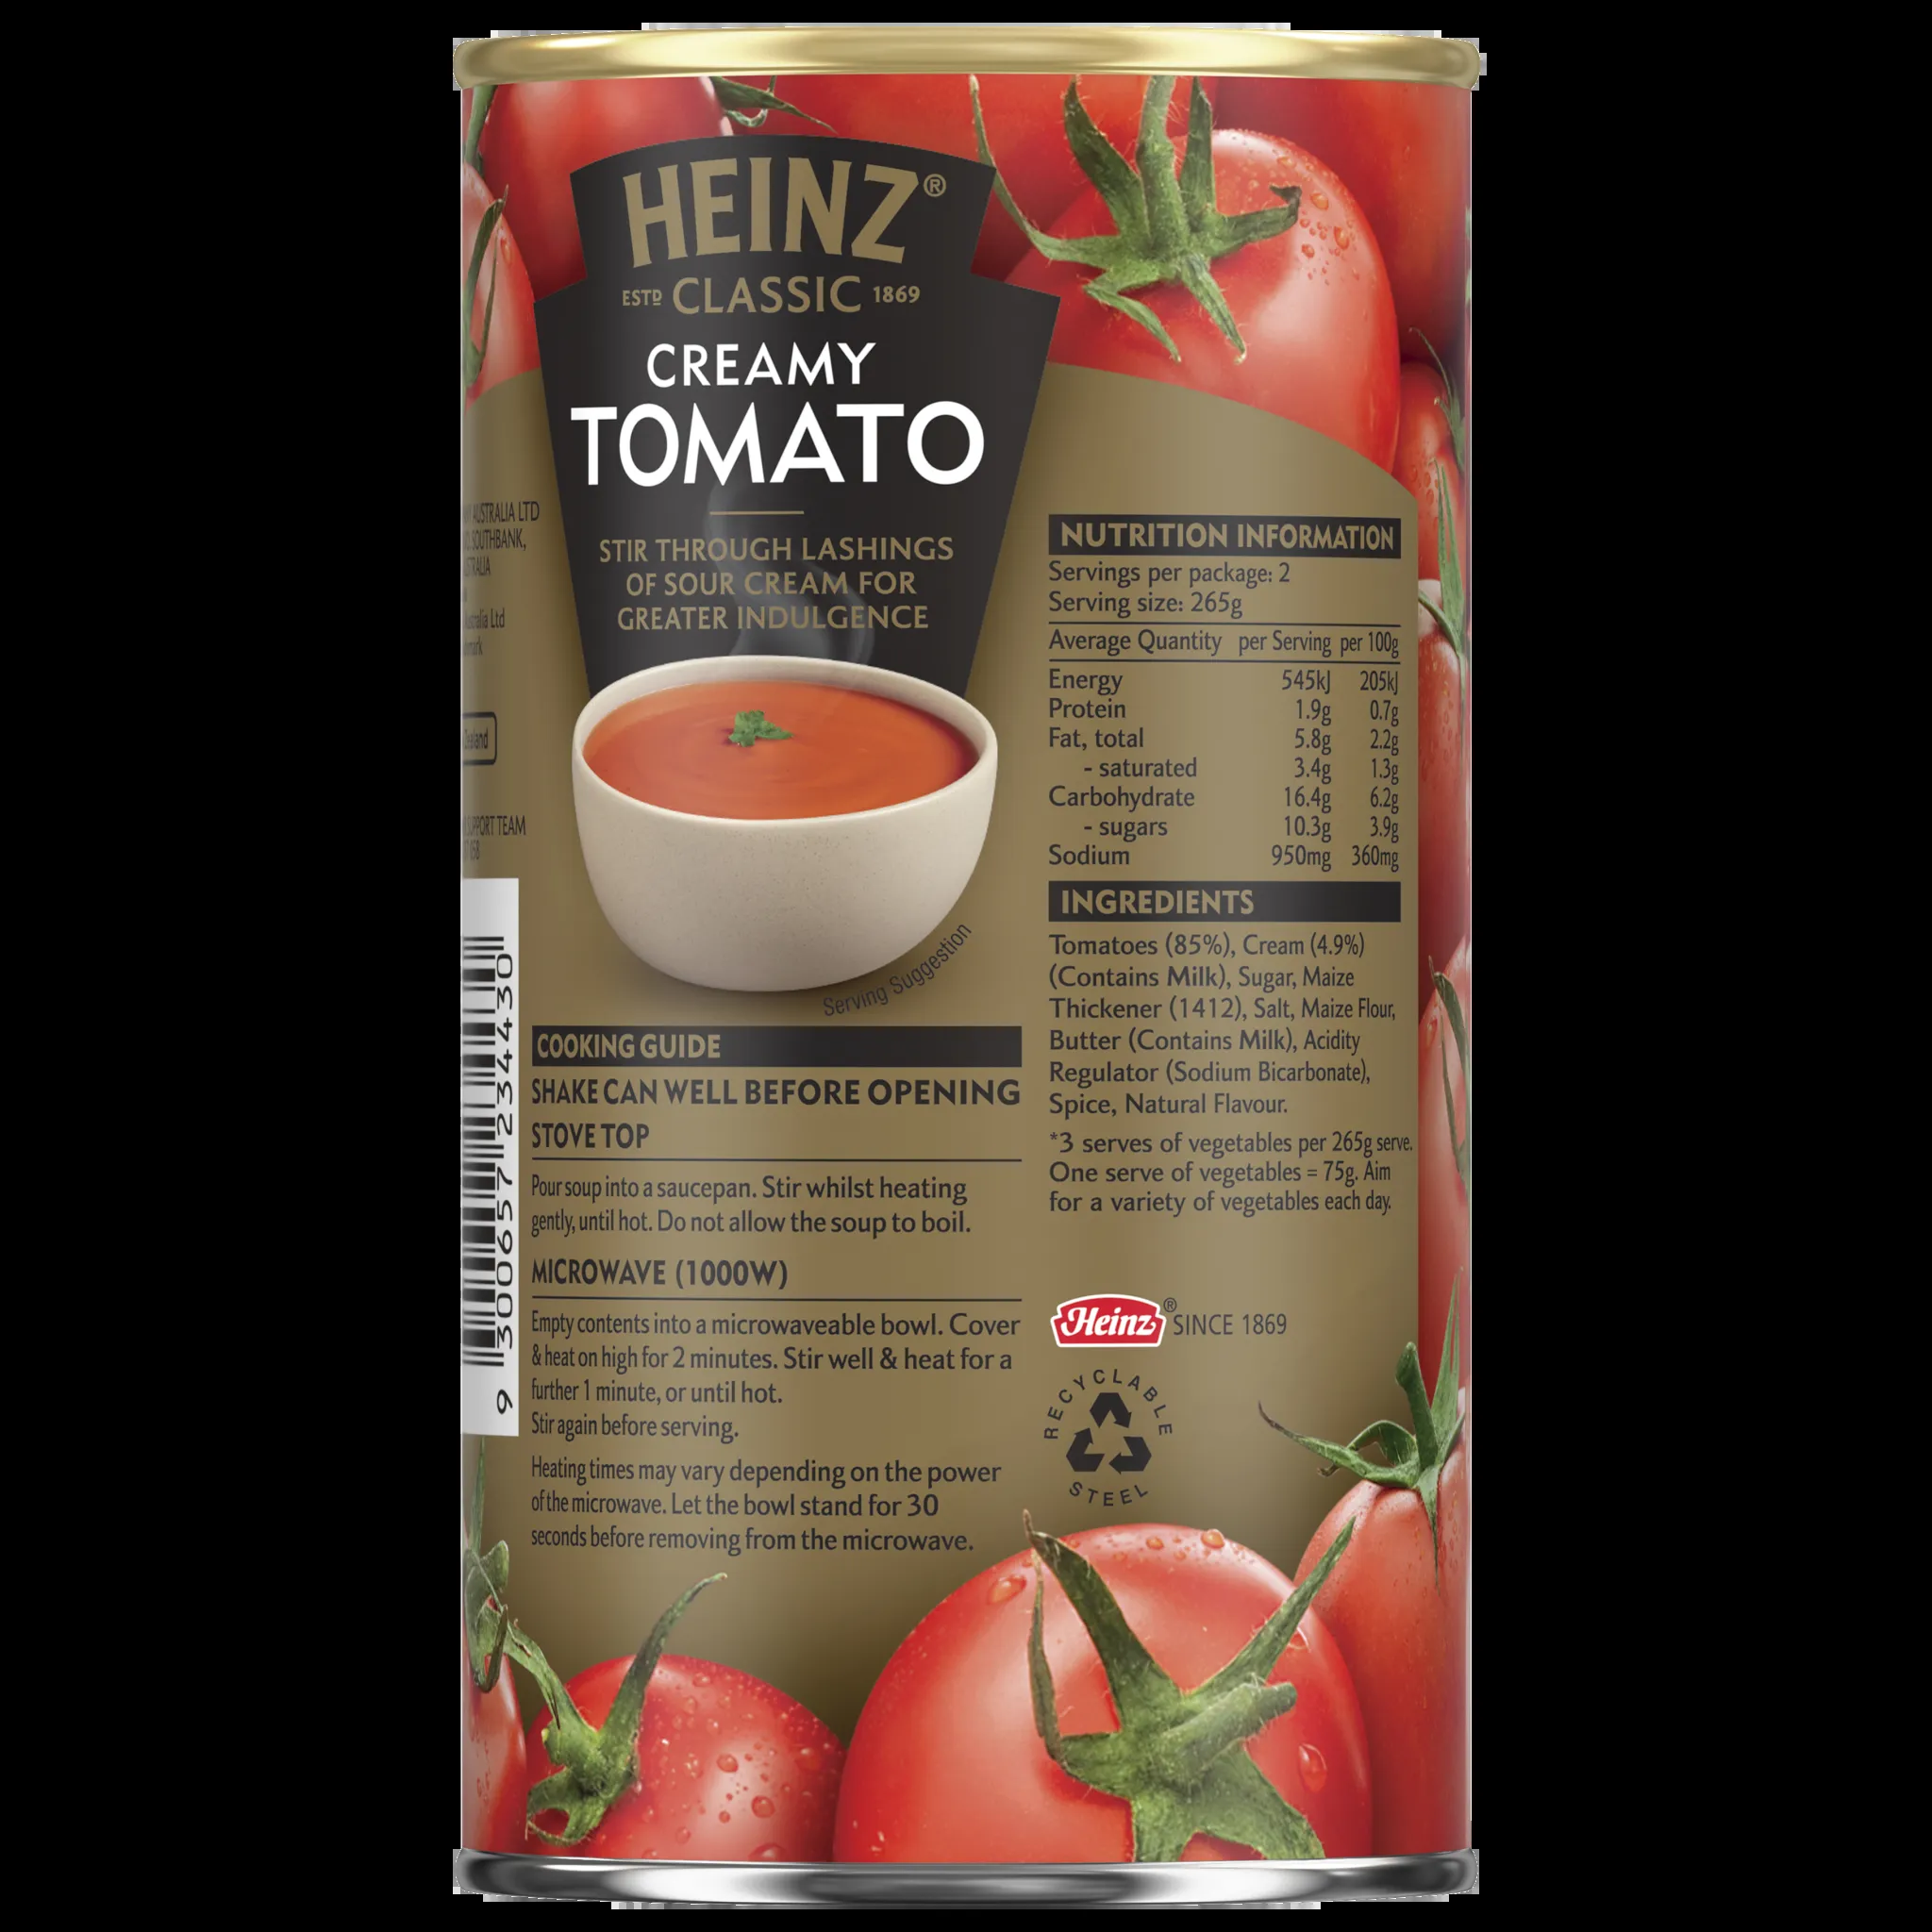 HEINZ®
ESTD CLASSIC 1869
CREAMY
TOMATO
STIR THROUGH LASHINGS
OF SOUR CREAM FOR
GREATER INDULGENCE
Serving Suggestion
AUSTRALIA LTD
SOUTHBANK,
Ltd
SUPPORT TEAM
9 300657 234430
COOKING GUIDE
SHAKE CAN WELL BEFORE OPENING
STOVE TOP
Pour soup into a saucepan. Stir whilst heating
gently, until hot. Do not allow the soup to boil.
MICROWAVE (1000W)
Empty contents into a microwaveable bowl. Cover
& heat on high for 2 minutes. Stir well & heat for a
further 1 minute, or until hot.
Stir again before serving.
Heating times may vary depending on the power
of the microwave. Let the bowl stand for 30
seconds before removing from the microwave.
NUTRITION INFORMATION
Servings per package: 2
Serving size: 265g
Average Quantity per Serving per 100g
Energy 545kJ 205kJ
Protein 1.9g 0.7g
Fat, total 5.8g 2.2g
- saturated 3.4g 1.3g
Carbohydrate 16.4g 6.2g
- sugars 10.3g 3.9g
Sodium 950mg 360mg
INGREDIENTS
Tomatoes (85%), Cream (4.9%)
(Contains Milk), Sugar, Maize
Thickener (1412), Salt, Maize Flour,
Butter (Contains Milk), Acidity
Regulator (Sodium Bicarbonate),
Spice, Natural Flavour.
*3 serves of vegetables per 265g serve.
One serve of vegetables = 75g. Aim
for a variety of vegetables each day.
Heinz® SINCE 1869
RECYCLABLE
STEEL